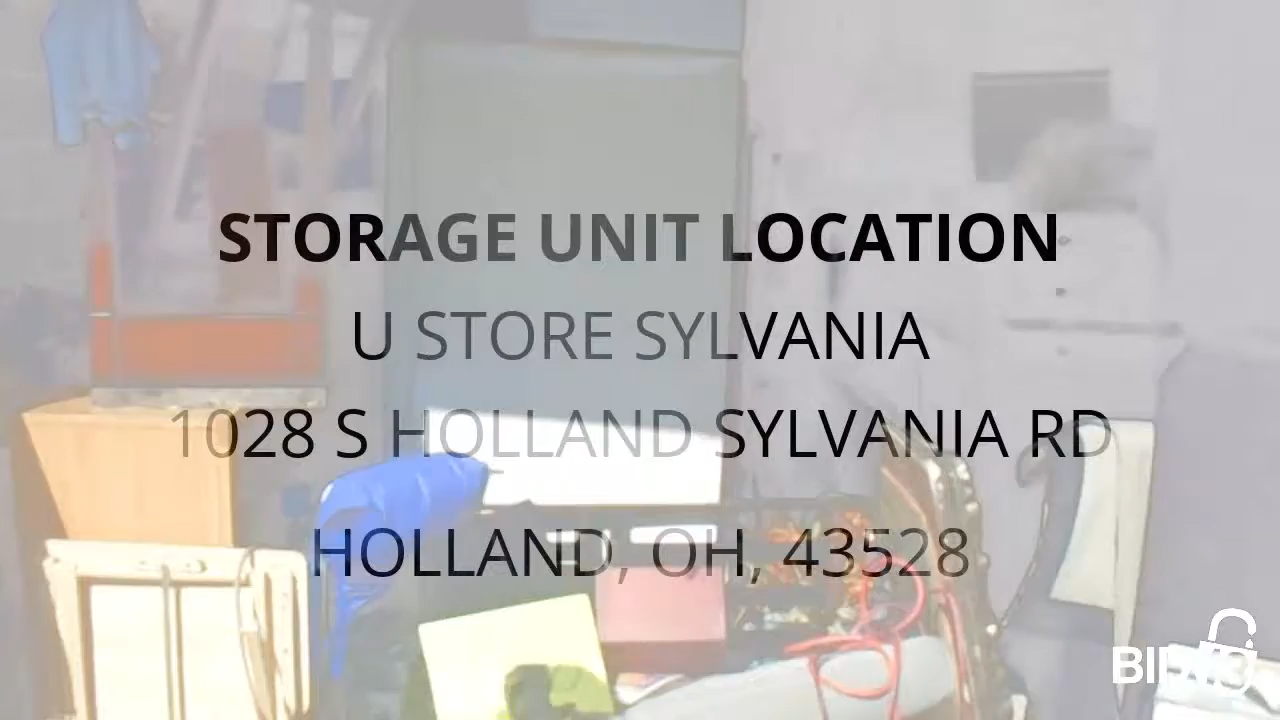 STORAGE UNIT LOCATION
U STORE SYLVANIA
1028 S HOLLAND SYLVANIA RD
HOLLAND, OH, 43528